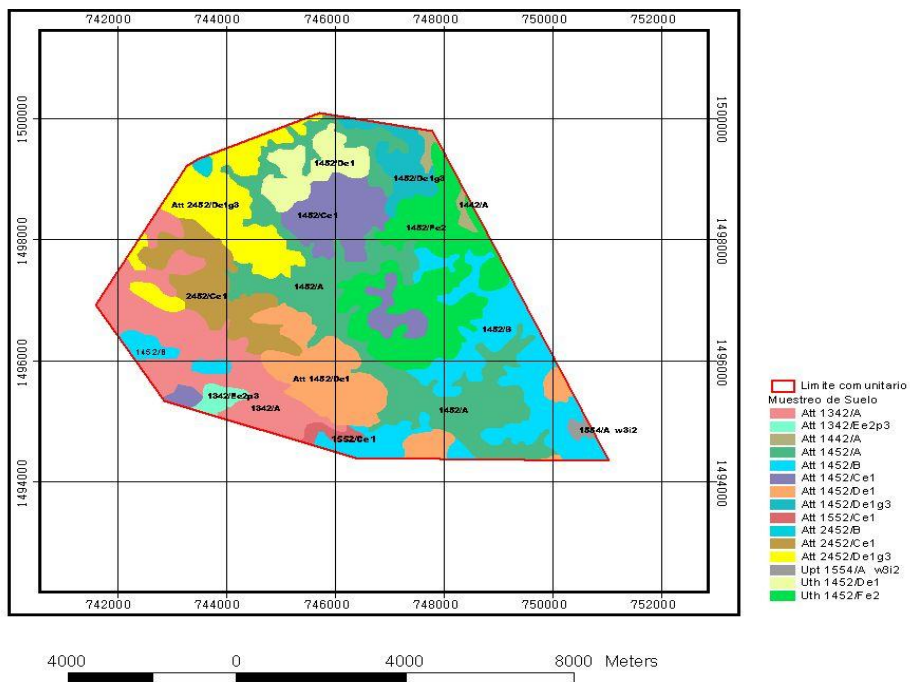 742000 744000 746000 748000 750000 752000
1500000 1500000
1452/De1
1452/De1g3
Att 2452/De1g3
1442/A
1452/Ce1
1452/Fe2
1498000 1498000
1452/A
2452/Ce1
1452/B
1452/B
1496000 1496000
Att 1452/De1
1342/Ee2p3
1342/A
1452/A
1554/A w3i2
1552/Ce1
1494000 1494000
742000 744000 746000 748000 750000 752000
Limite comunitario
Muestreo de Suelo
Att 1342/A
Att 1342/Ee2p3
Att 1442/A
Att 1452/A
Att 1452/B
Att 1452/Ce1
Att 1452/De1
Att 1452/De1g3
Att 1552/Ce1
Att 2452/B
Att 2452/Ce1
Att 2452/De1g3
Upt 1554/A w3i2
Uth 1452/De1
Uth 1452/Fe2
4000 0 4000 8000 Meters